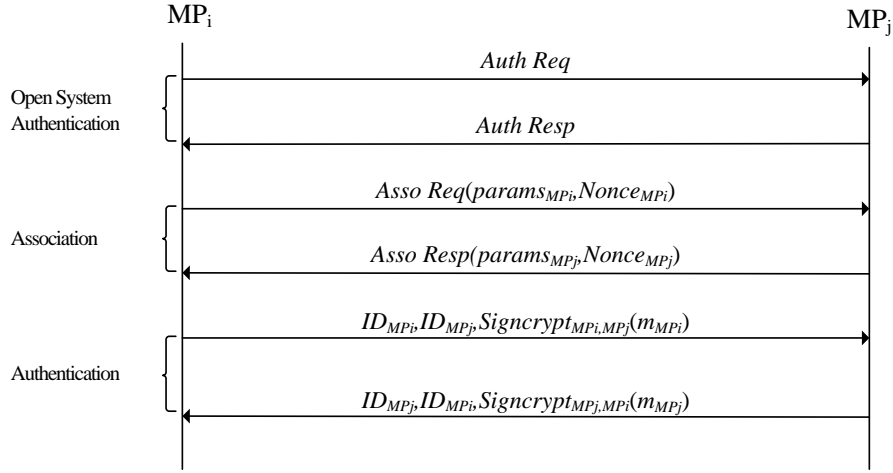 MPi
MPj
Auth Req
Open System
Authentication
Auth Resp
Asso Req(paramsMPi,NonceMPi)
Association
Asso Resp(paramsMPj,NonceMPj)
IDMPi,IDMPj,SigncryptMPi,MPj(mMPi)
Authentication
IDMPj,IDMPi,SigncryptMPj,MPi(mMPj)